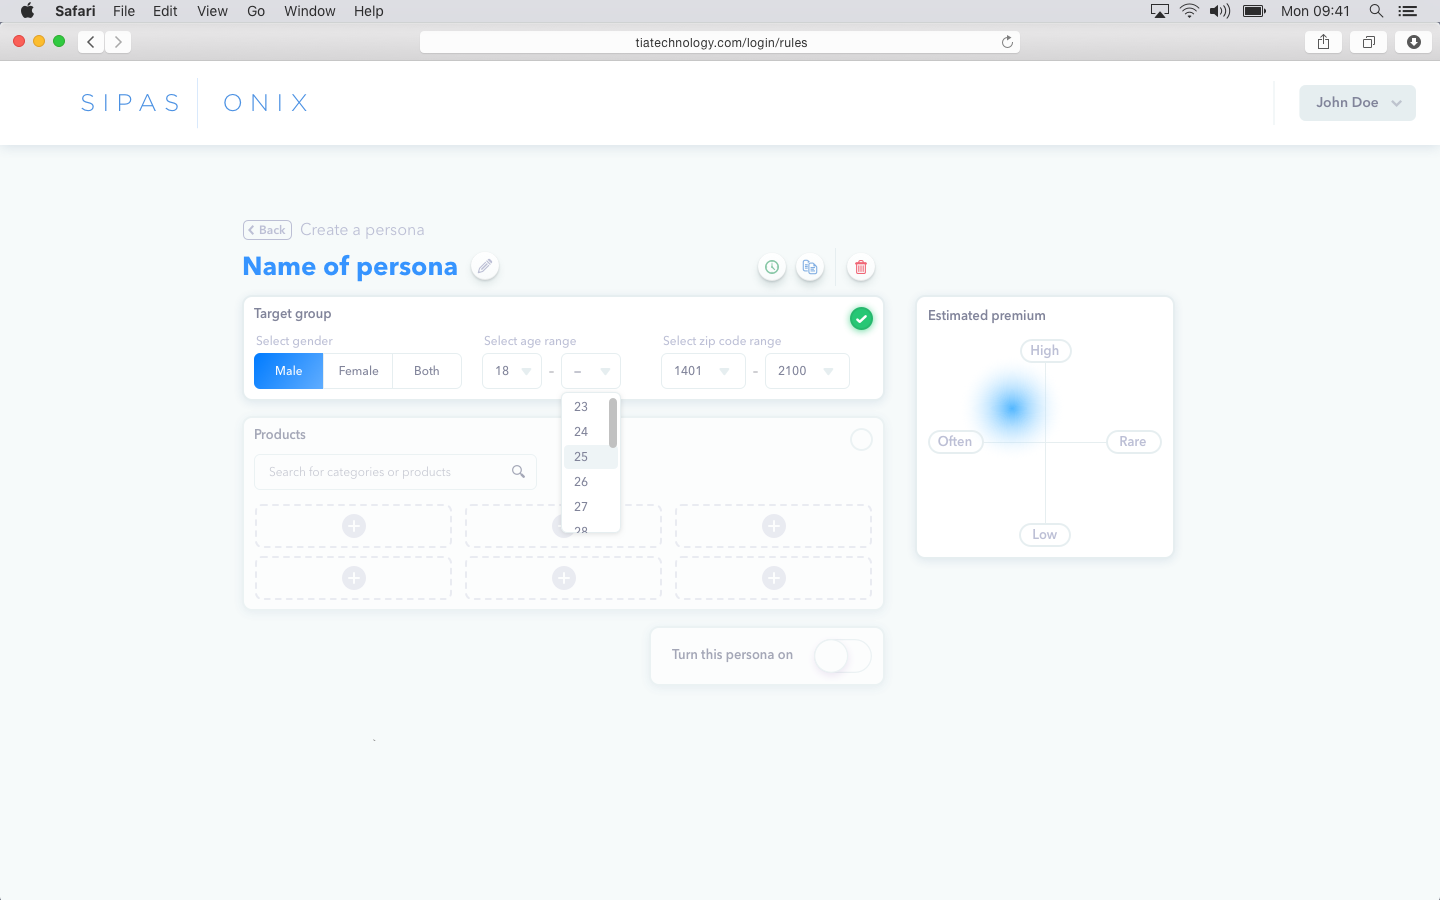 Safari File Edit View Go Window Help Mon 09:41
tiatechnology.com/login/rules
SIPAS ONIX John Doe
Back Create a persona
Name of persona
Target group
Select gender Select age range Select zip code range
Male Female Both 18 – – 1401 – 2100
23
24
25
26
27
28
Products
Search for categories or products
Turn this persona on
Estimated premium
High
Often Rare
Low